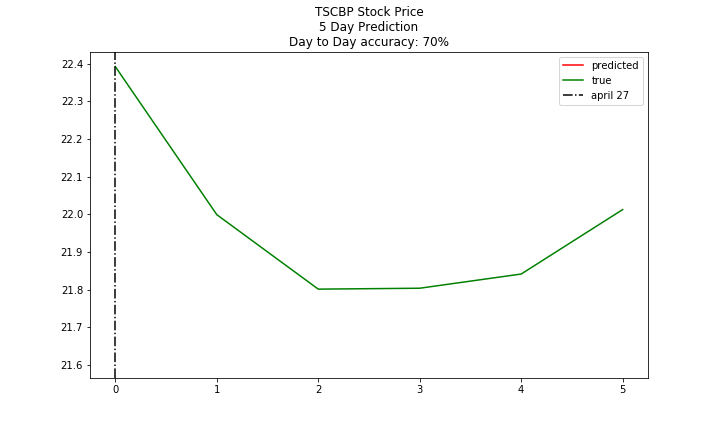 TSCBP Stock Price
5 Day Prediction
Day to Day accuracy: 70%
predicted
true
april 27
22.4
22.3
22.2
22.1
22.0
21.9
21.8
21.7
21.6
0 1 2 3 4 5